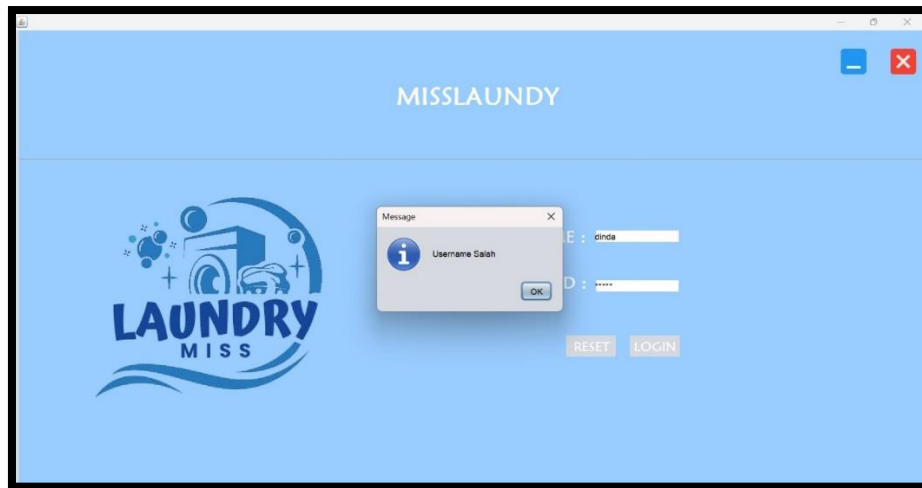 MISSLAUNDY
Message
Username Salah
OK
E : dinda
D : •••••
RESET LOGIN
LAUNDRY
MISS